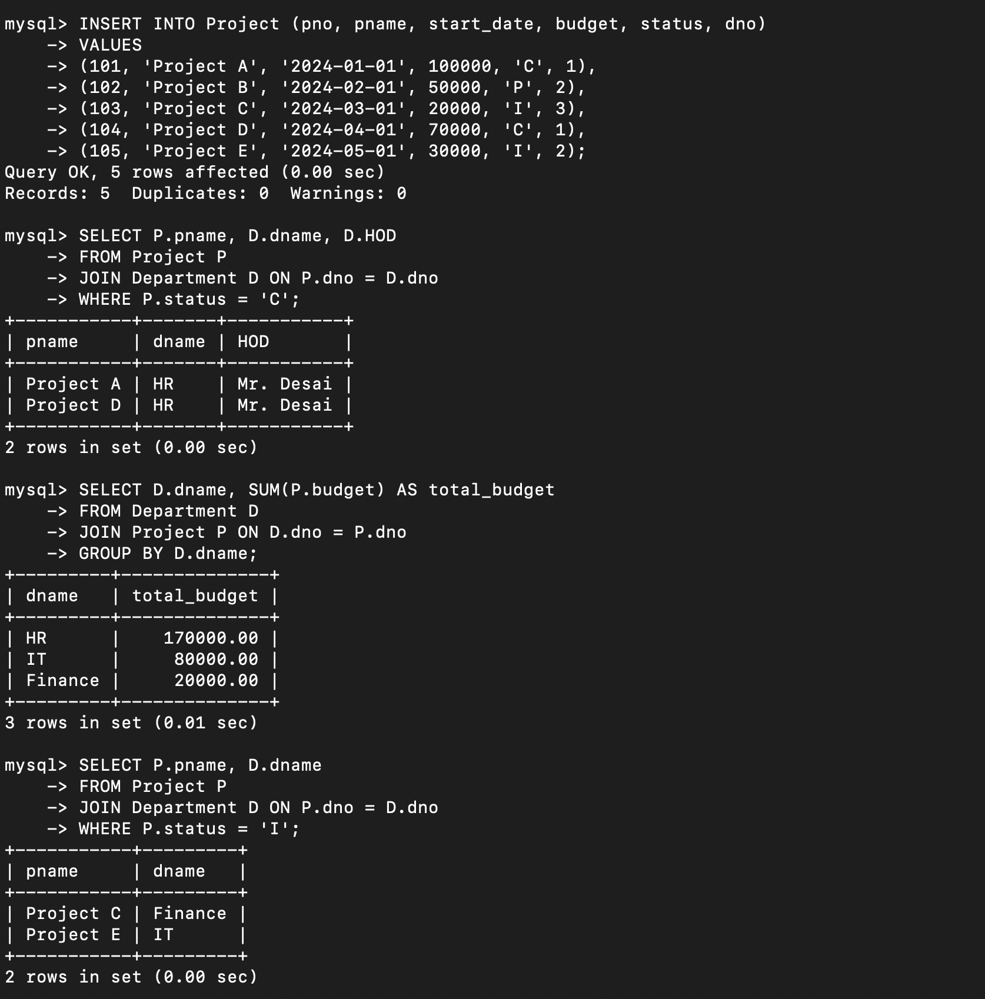 mysql> INSERT INTO Project (pno, pname, start_date, budget, status, dno)
    -> VALUES
    -> (101, 'Project A', '2024-01-01', 100000, 'C', 1),
    -> (102, 'Project B', '2024-02-01', 50000, 'P', 2),
    -> (103, 'Project C', '2024-03-01', 20000, 'I', 3),
    -> (104, 'Project D', '2024-04-01', 70000, 'C', 1),
    -> (105, 'Project E', '2024-05-01', 30000, 'I', 2);
Query OK, 5 rows affected (0.00 sec)
Records: 5  Duplicates: 0  Warnings: 0

mysql> SELECT P.pname, D.dname, D.HOD
    -> FROM Project P
    -> JOIN Department D ON P.dno = D.dno
    -> WHERE P.status = 'C';
+-----------+-------+-----------+
| pname     | dname | HOD       |
+-----------+-------+-----------+
| Project A | HR    | Mr. Desai |
| Project D | HR    | Mr. Desai |
+-----------+-------+-----------+
2 rows in set (0.00 sec)

mysql> SELECT D.dname, SUM(P.budget) AS total_budget
    -> FROM Department D
    -> JOIN Project P ON D.dno = P.dno
    -> GROUP BY D.dname;
+---------+--------------+
| dname   | total_budget |
+---------+--------------+
| HR      |    170000.00 |
| IT      |     80000.00 |
| Finance |     20000.00 |
+---------+--------------+
3 rows in set (0.01 sec)

mysql> SELECT P.pname, D.dname
    -> FROM Project P
    -> JOIN Department D ON P.dno = D.dno
    -> WHERE P.status = 'I';
+-----------+---------+
| pname     | dname   |
+-----------+---------+
| Project C | Finance |
| Project E | IT      |
+-----------+---------+
2 rows in set (0.00 sec)